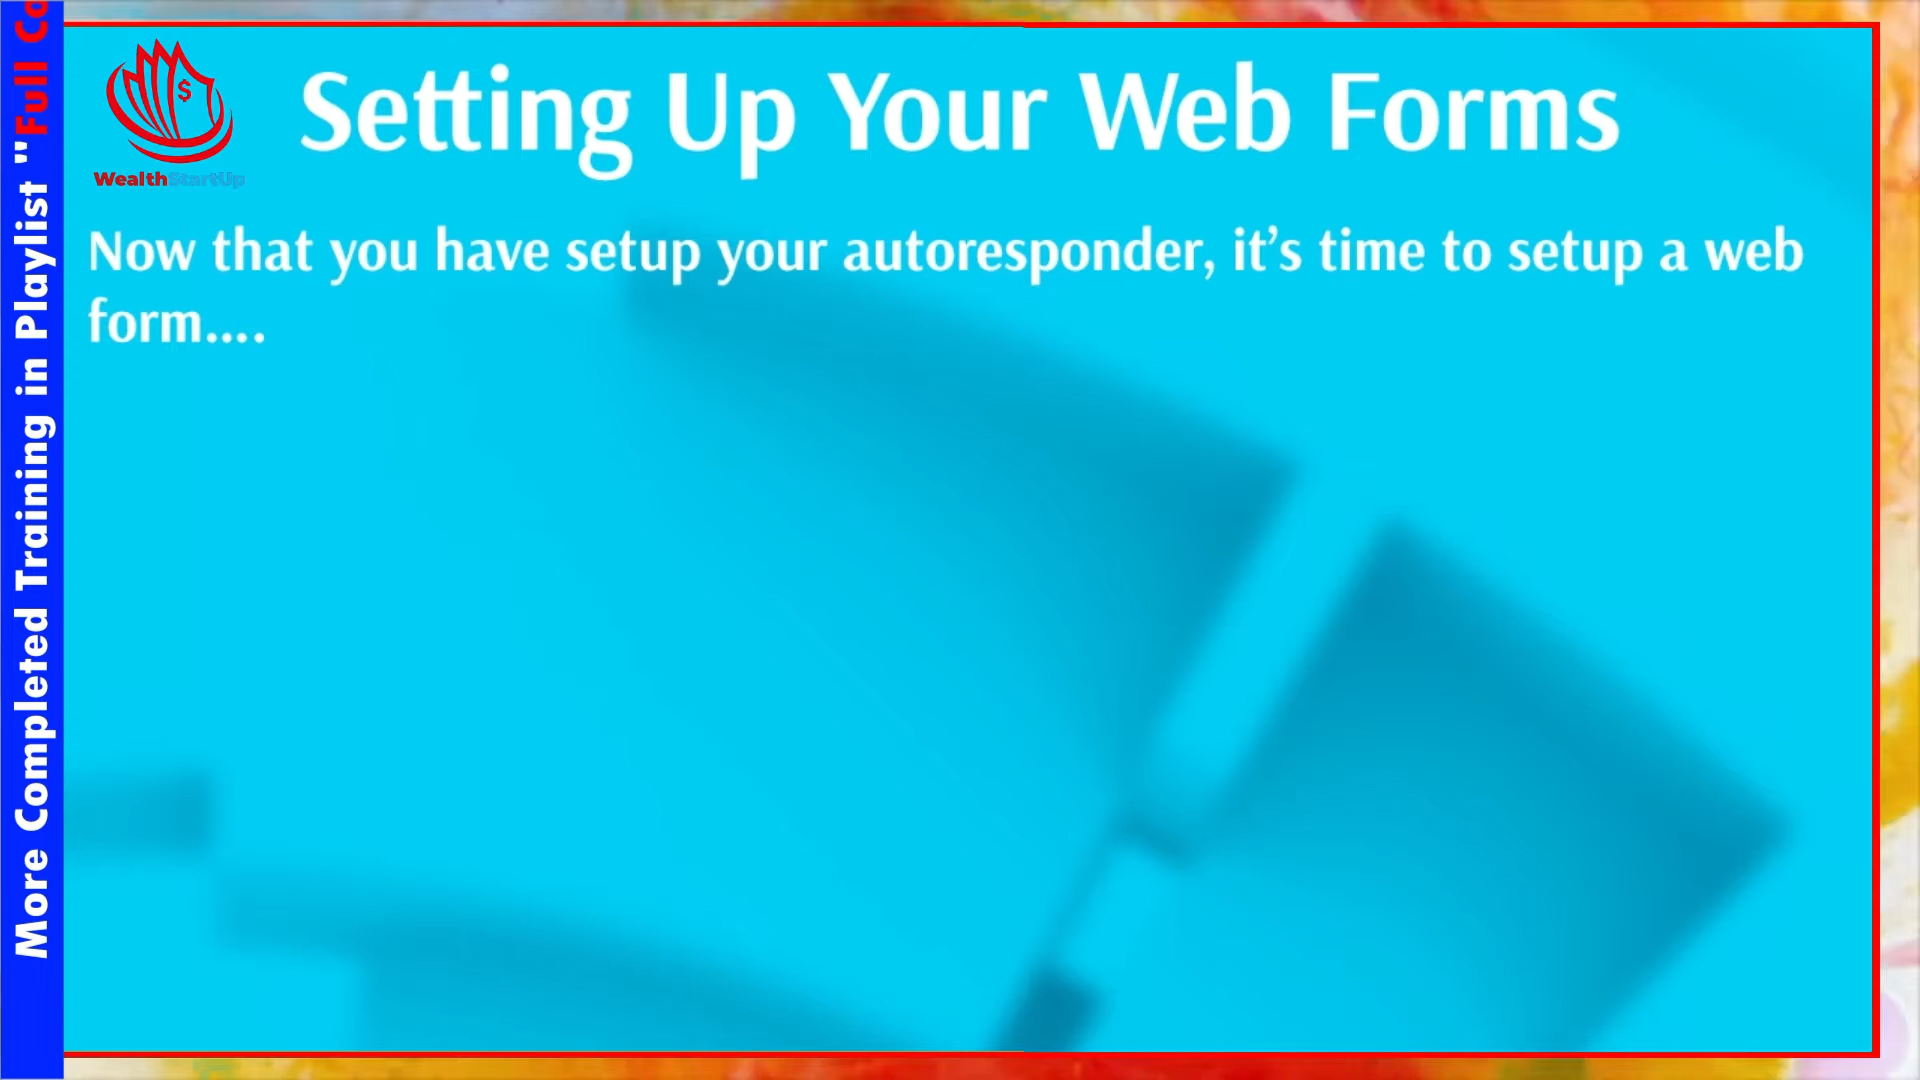 Setting Up Your Web Forms
WealthStartUp
Now that you have setup your autoresponder, it’s time to setup a web
form....
More Completed Training in Playlist "Full